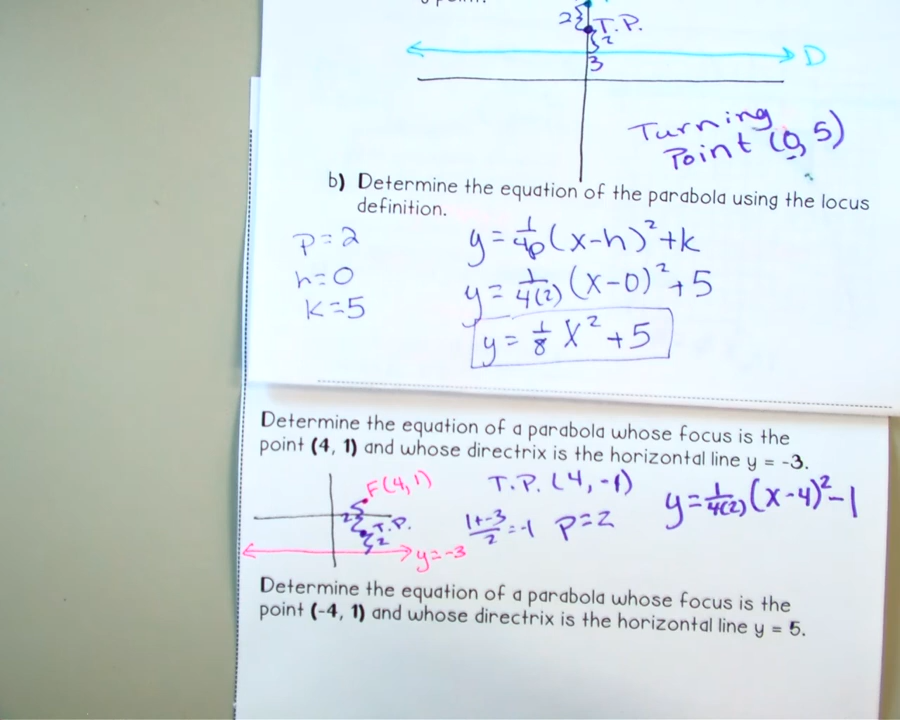 2 T.P.
2
D
3
Turning
Point (0, 5)
b) Determine the equation of the parabola using the locus
definition.
p=2
h=0
k=5
y = 1/4p (x-h)² + k
y = 1/4(2) (x-0)² + 5
y = 1/8 x² + 5
Determine the equation of a parabola whose focus is the
point (4, 1) and whose directrix is the horizontal line y = -3.
F(4, 1)
2
T.P.
2
y=-3
T.P. (4, -1)
1+-3/2 = -1
p=2
y = 1/4(2) (x-4)² - 1
Determine the equation of a parabola whose focus is the
point (-4, 1) and whose directrix is the horizontal line y = 5.